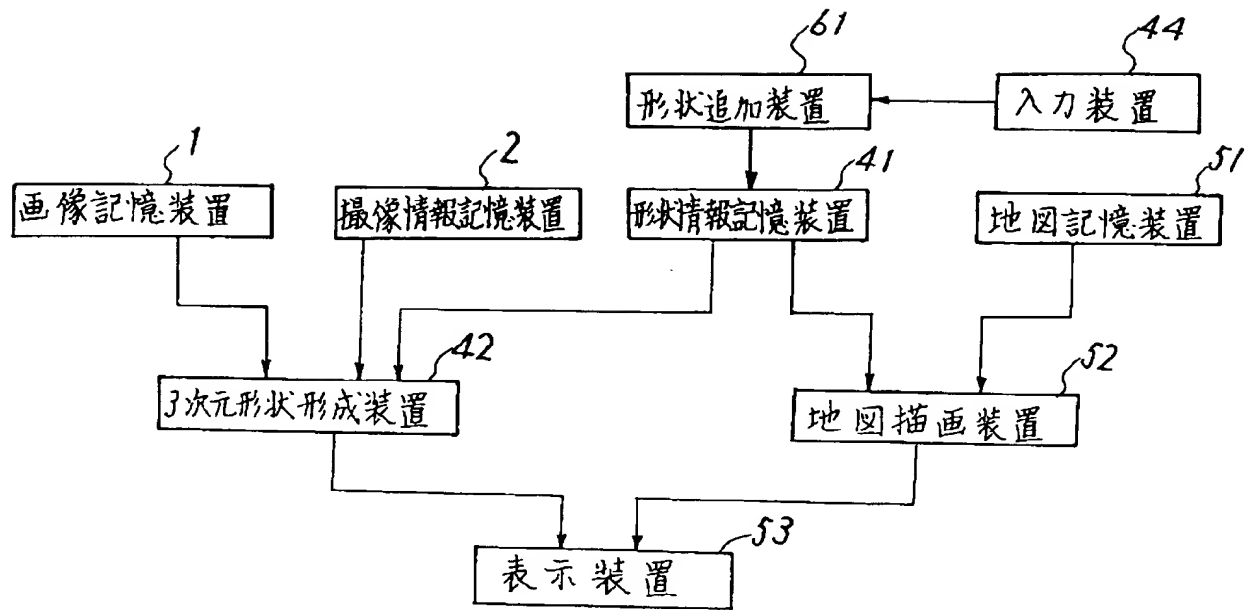 61
44
形状追加装置
入力装置
1
2
41
51
画像記憶装置
撮像情報記憶装置
形状情報記憶装置
地図記憶装置
42
52
3次元形状形成装置
地図描画装置
53
表示装置